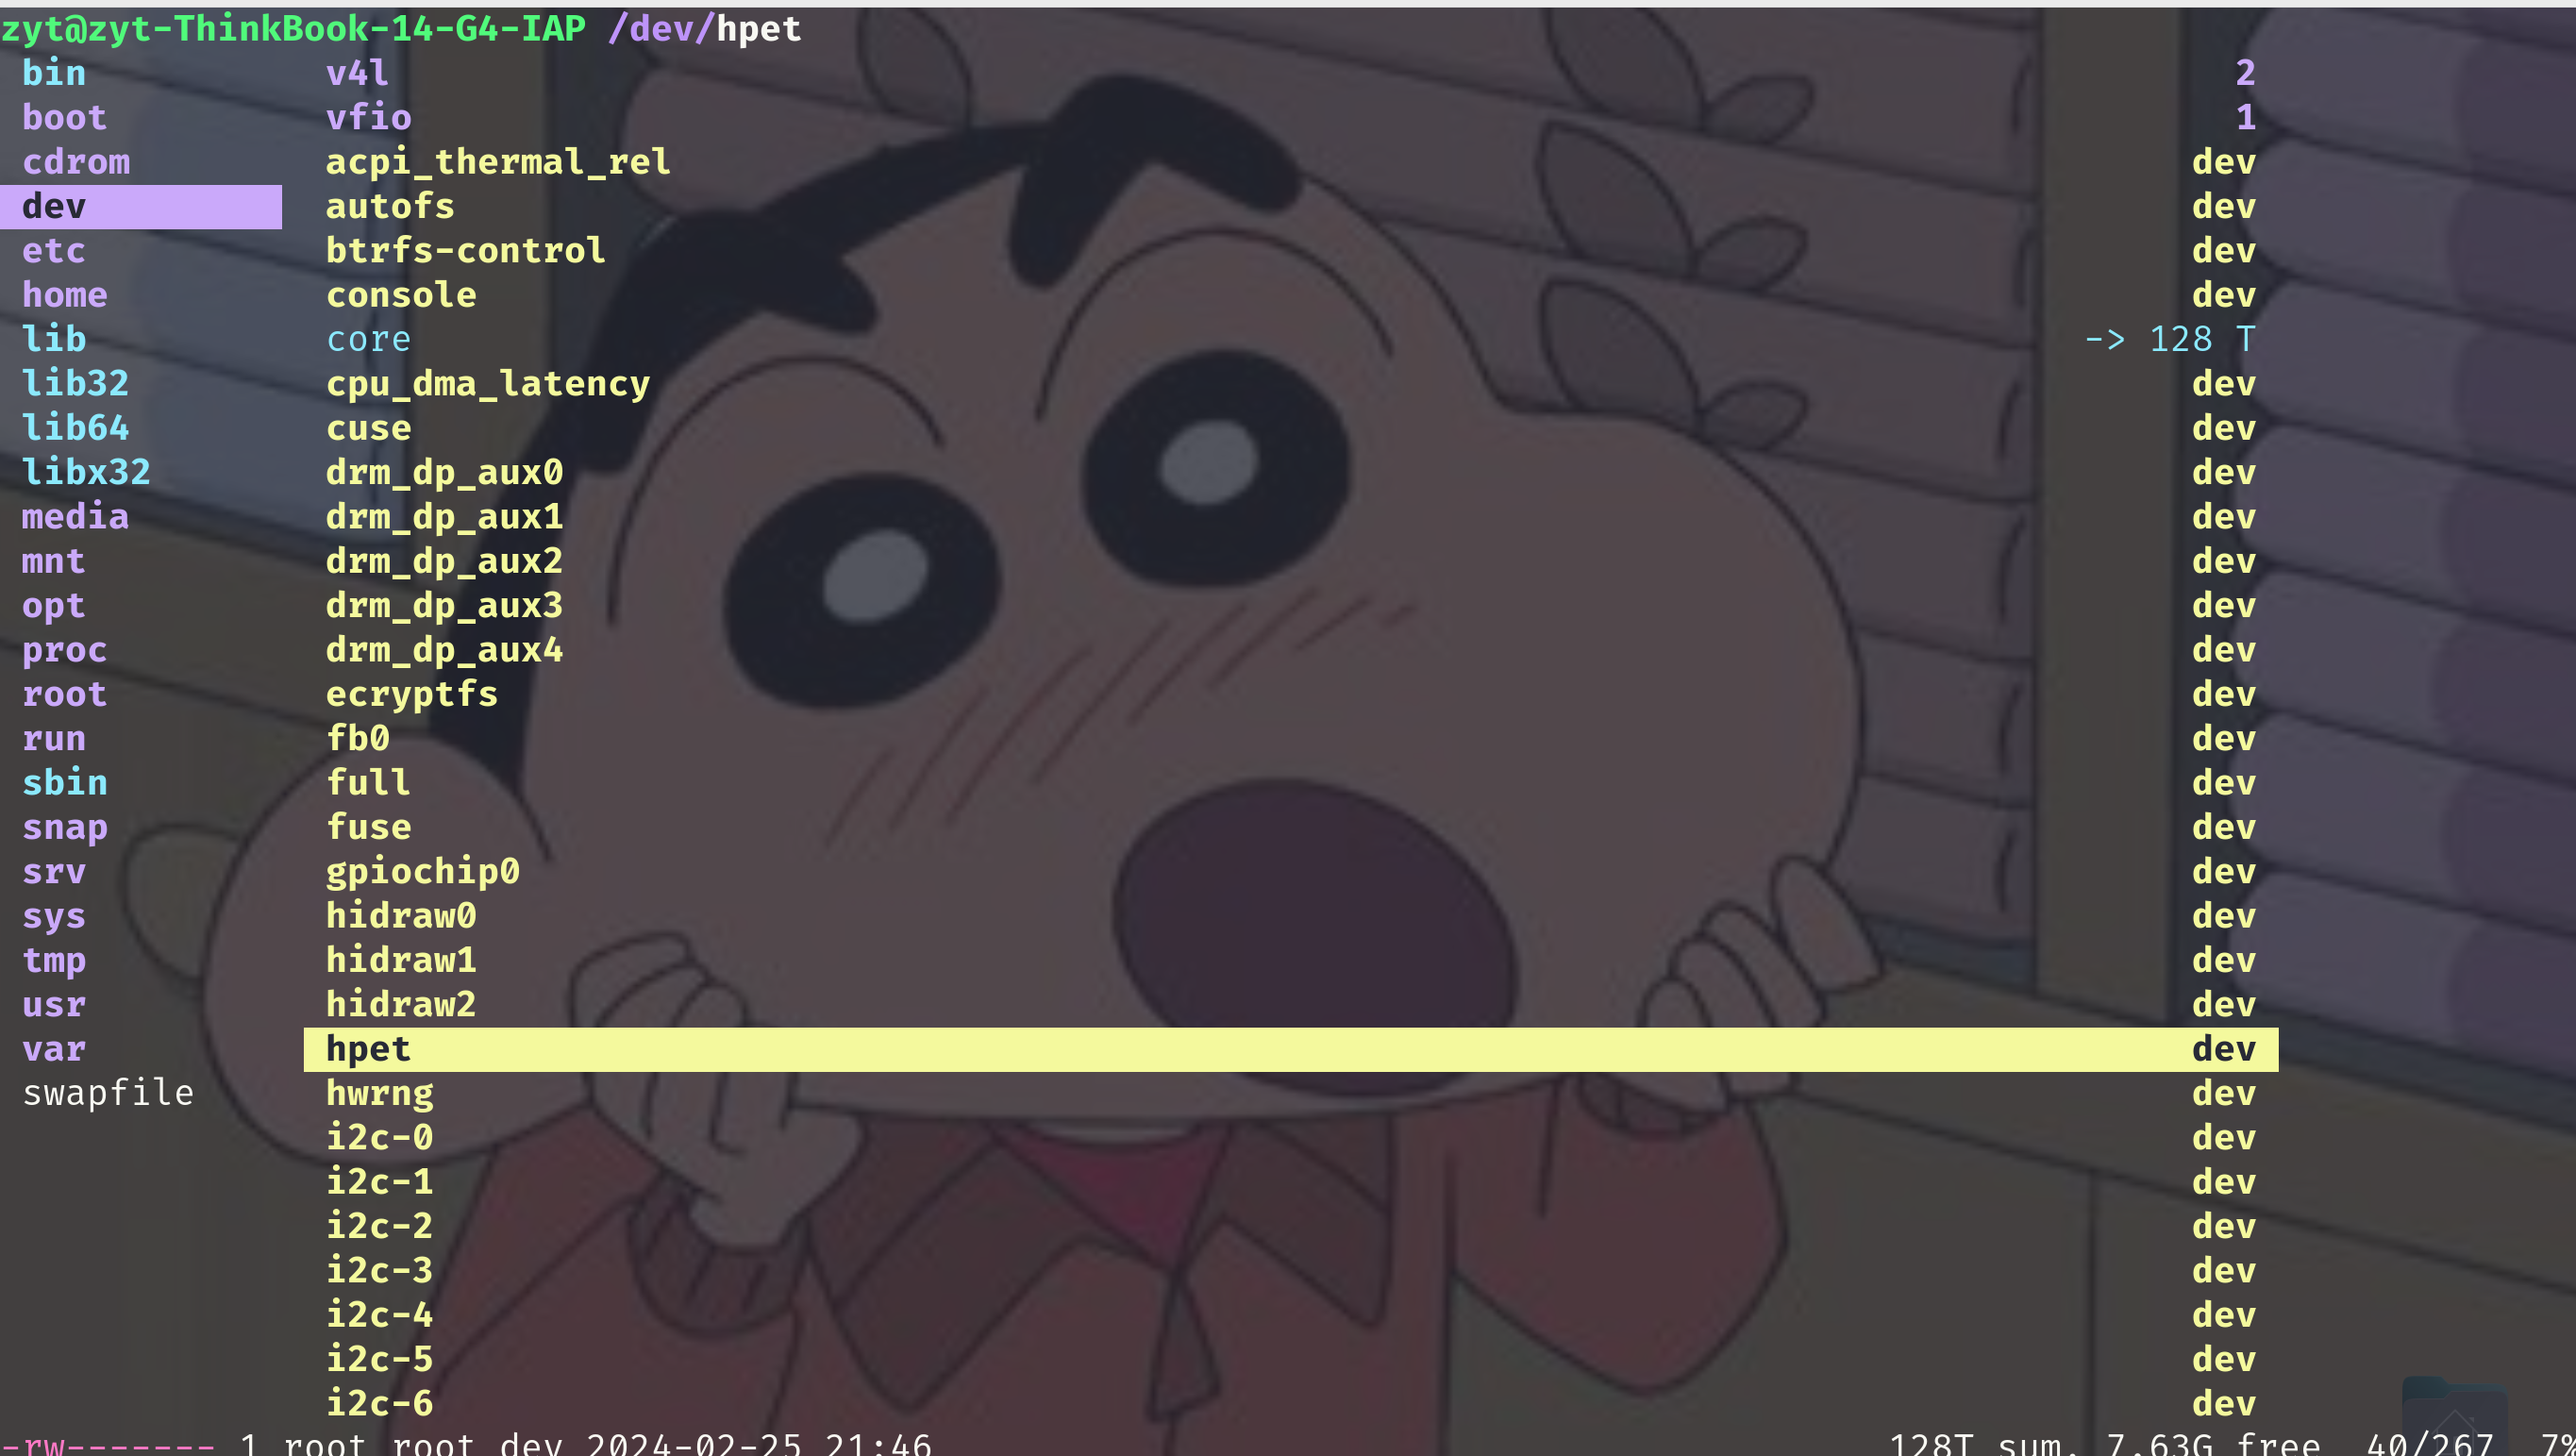 zyt@zyt-ThinkBook-14-G4-IAP /dev/hpet
bin v4l 2
boot vfio 1
cdrom acpi_thermal_rel dev
dev autofs dev
etc btrfs-control dev
home console dev
lib core -> 128 T
lib32 cpu_dma_latency dev
lib64 cuse dev
libx32 drm_dp_aux0 dev
media drm_dp_aux1 dev
mnt drm_dp_aux2 dev
opt drm_dp_aux3 dev
proc drm_dp_aux4 dev
root ecryptfs dev
run fb0 dev
sbin full dev
snap fuse dev
srv gpiochip0 dev
sys hidraw0 dev
tmp hidraw1 dev
usr hidraw2 dev
var hpet dev
swapfile hwrng dev
i2c-0 dev
i2c-1 dev
i2c-2 dev
i2c-3 dev
i2c-4 dev
i2c-5 dev
i2c-6 dev
-rw------- 1 root root dev 2024-02-25 21:46 128T sum, 7.63G free 40/267 7%